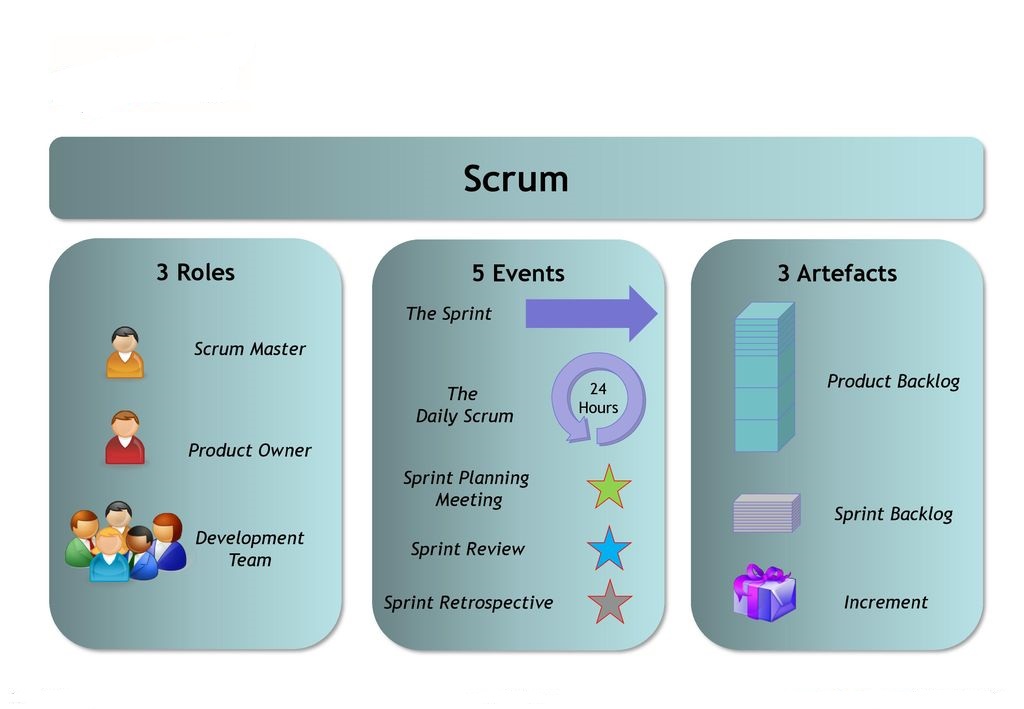 Scrum
3 Roles
Scrum Master
Product Owner
Development
Team
5 Events
The Sprint
The
Daily Scrum
24
Hours
Sprint Planning
Meeting
Sprint Review
Sprint Retrospective
3 Artefacts
Product Backlog
Sprint Backlog
Increment